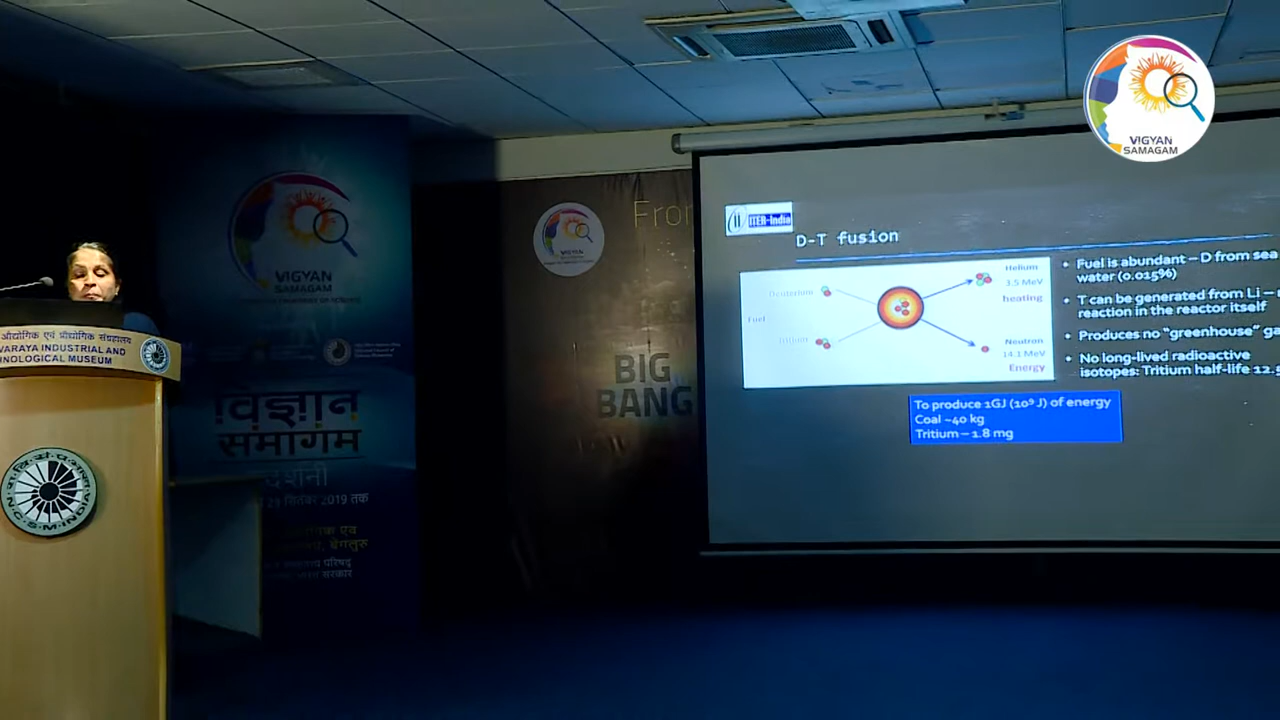 VIGYAN
SAMAGAM
VIGYAN
SAMAGAM
विज्ञान
समागम
2019 तक
औद्योगिक एवं प्रौद्योगिक संग्रहालय
VARAYA INDUSTRIAL AND
NOLOGICAL MUSEUM
N.C.S.M. INDIA
From
BIG
BANG
ITER-India
D-T fusion
Deuterium
Fuel
Tritium
Helium
3.5 MeV
heating
Neutron
14.1 MeV
Energy
• Fuel is abundant – D from sea
water (0.015%)
• T can be generated from Li –
reaction in the reactor itself
• Produces no "greenhouse" ga
• No long-lived radioactive
isotopes: Tritium half-life 12.
To produce 1GJ (10⁹ J) of energy
Coal ~40 kg
Tritium – 1.8 mg